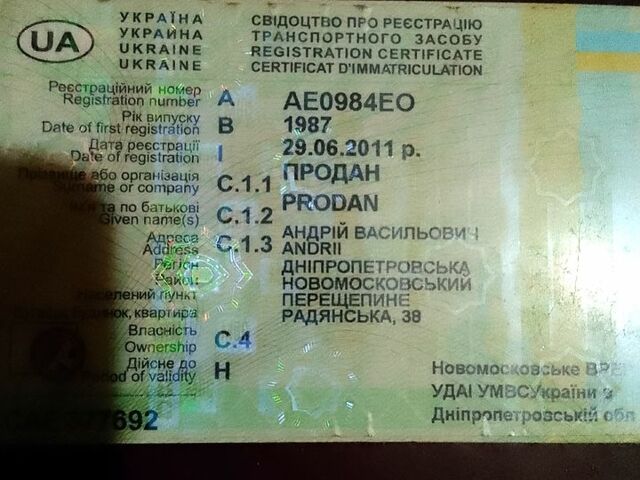 UA
УКРАЇНА
УКРАИНА
UKRAINE
UKRAINE
СВІДОЦТВО ПРО РЕЄСТРАЦІЮ
ТРАНСПОРТНОГО ЗАСОБУ
REGISTRATION CERTIFICATE
CERTIFICAT D'IMMATRICULATION
Реєстраційний номер
Registration number A AE0984EO
Рік випуску
Date of first registration B 1987
Дата реєстрації
Date of registration I 29.06.2011 р.
Прізвище або організація
Surname or company C.1.1 ПРОДАН
PRODAN
Ім'я та по батькові
Given name(s) C.1.2 АНДРІЙ ВАСИЛЬОВИЧ
ANDRII
Адреса
Address C.1.3 ДНІПРОПЕТРОВСЬКА
Регіон
Район НОВОМОСКОВСЬКИЙ
Населений пункт ПЕРЕЩЕПИНЕ
будинок, квартира РАДЯНСЬКА, 38
Власність
Ownership C.4
Дійсне до
of validity H
Новомосковське
УДАІ УМВСУкраїни в
Дніпропетровській обл
7692